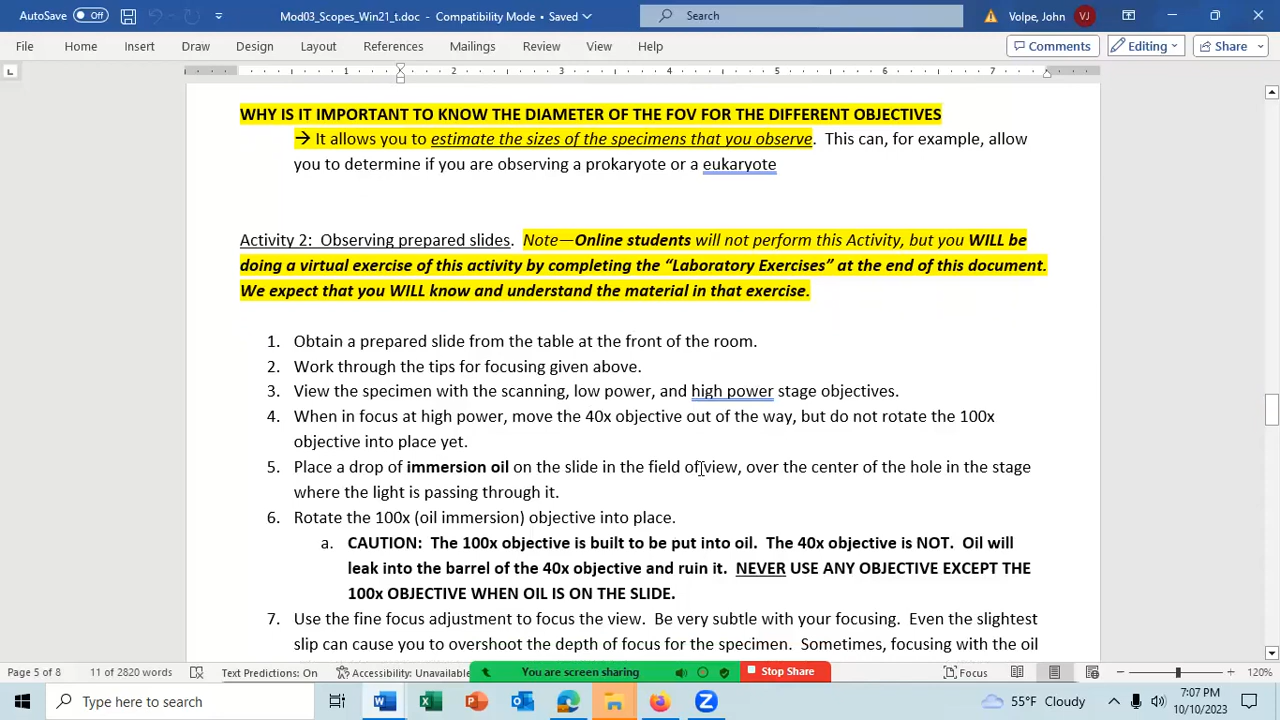 AutoSave Off Mod03_Scopes_Win21_t.doc - Compatibility Mode • Saved Search Volpe, John VJ
File Home Insert Draw Design Layout References Mailings Review View Help Comments Editing Share
1 2 3 4 5 6 7
WHY IS IT IMPORTANT TO KNOW THE DIAMETER OF THE FOV FOR THE DIFFERENT OBJECTIVES
→ It allows you to estimate the sizes of the specimens that you observe. This can, for example, allow
you to determine if you are observing a prokaryote or a eukaryote
Activity 2: Observing prepared slides. Note—Online students will not perform this Activity, but you WILL be
doing a virtual exercise of this activity by completing the “Laboratory Exercises” at the end of this document.
We expect that you WILL know and understand the material in that exercise.
1. Obtain a prepared slide from the table at the front of the room.
2. Work through the tips for focusing given above.
3. View the specimen with the scanning, low power, and high power stage objectives.
4. When in focus at high power, move the 40x objective out of the way, but do not rotate the 100x
objective into place yet.
5. Place a drop of immersion oil on the slide in the field of view, over the center of the hole in the stage
where the light is passing through it.
6. Rotate the 100x (oil immersion) objective into place.
a. CAUTION: The 100x objective is built to be put into oil. The 40x objective is NOT. Oil will
leak into the barrel of the 40x objective and ruin it. NEVER USE ANY OBJECTIVE EXCEPT THE
100x OBJECTIVE WHEN OIL IS ON THE SLIDE.
7. Use the fine focus adjustment to focus the view. Be very subtle with your focusing. Even the slightest
slip can cause you to overshoot the depth of focus for the specimen. Sometimes, focusing with the oil
Page 5 of 8 11 of 2820 words Text Predictions: On Accessibility: Unavailable You are screen sharing Stop Share Focus 120%
Type here to search 55°F Cloudy 7:07 PM
10/10/2023